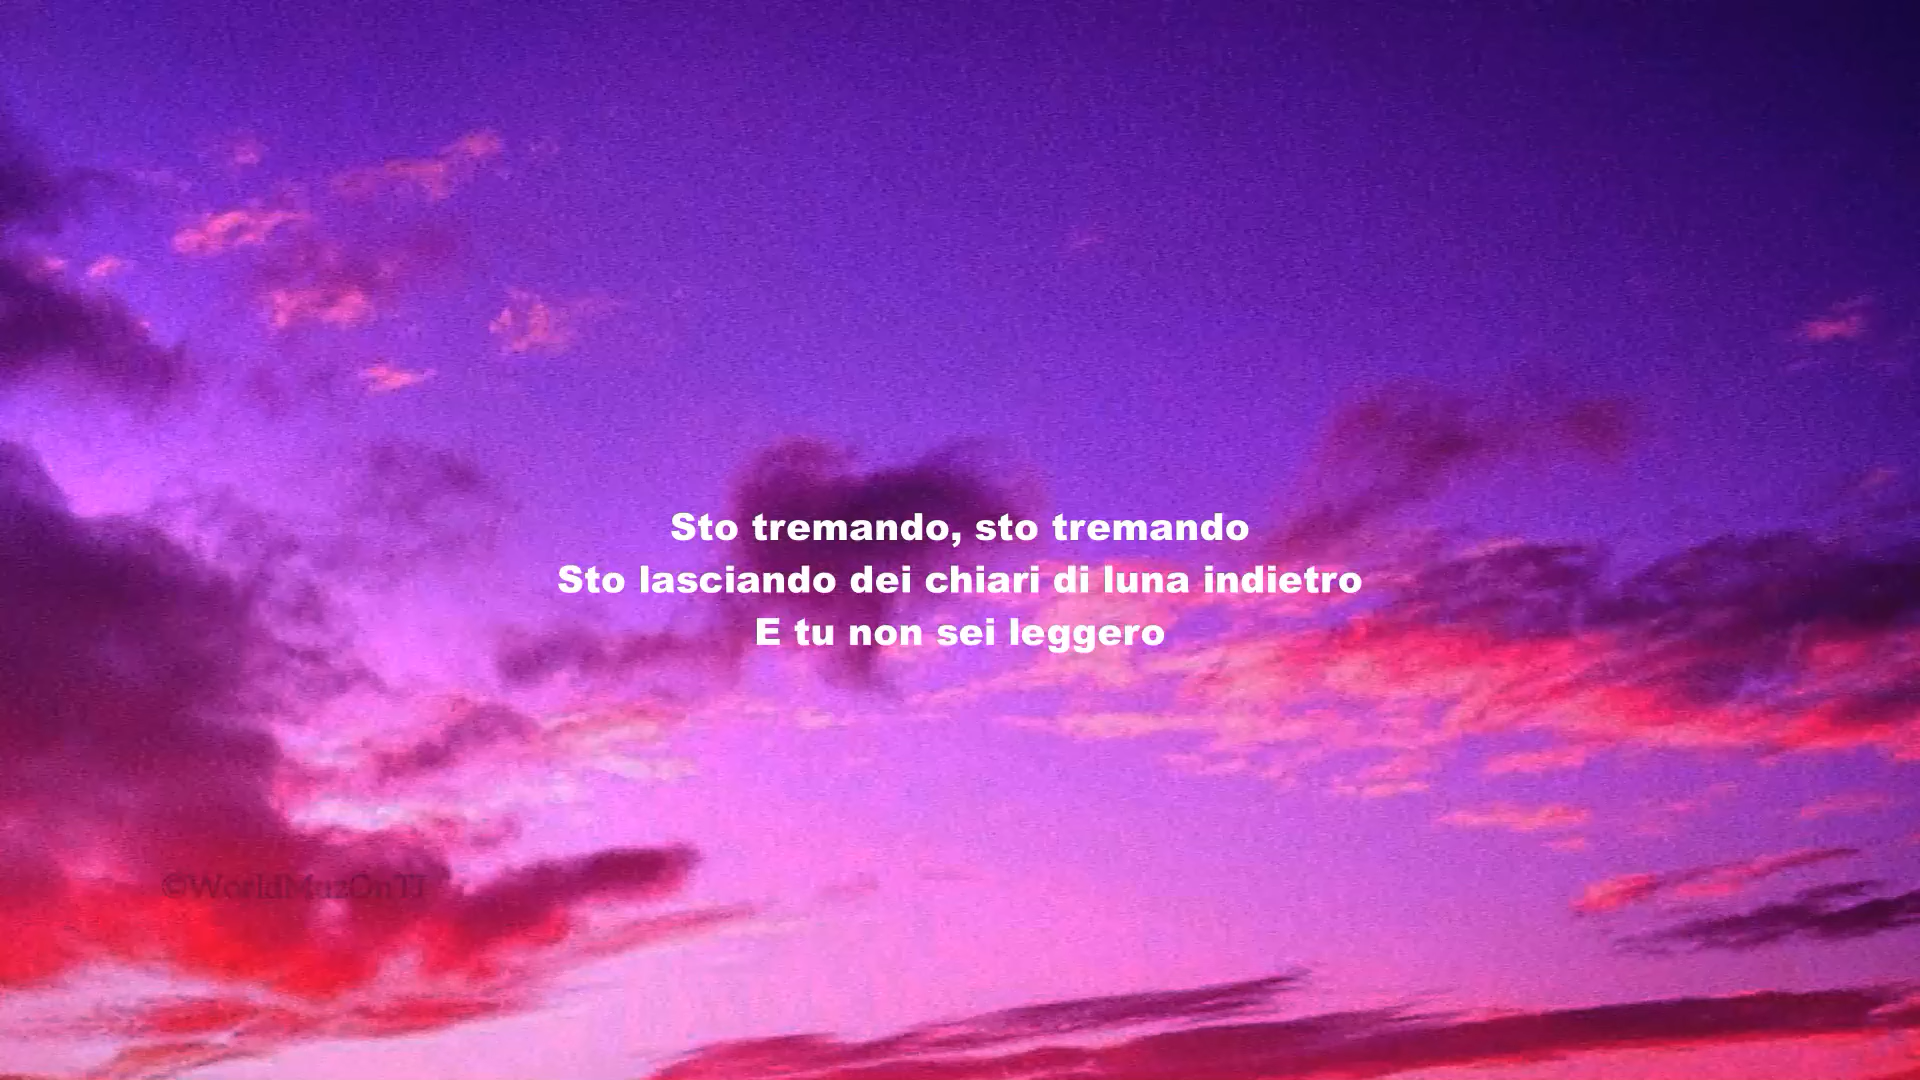 Sto tremando, sto tremando
Sto lasciando dei chiari di luna indietro
E tu non sei leggero
©WorldMuzOnTJ